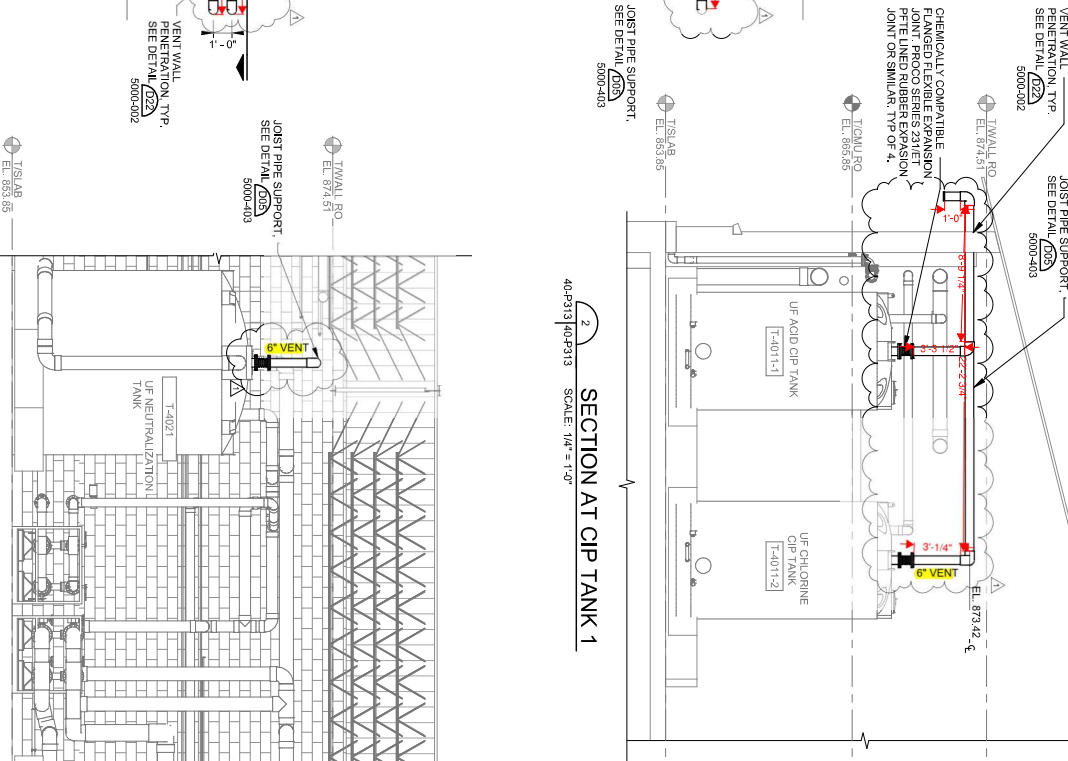 1' - 0"
VENT WALL
PENETRATION, TYP.
SEE DETAIL D22
5000-002
JOIST PIPE SUPPORT,
SEE DETAIL D05
5000-403
T/WALL RO
EL. 874.51
T/SLAB
EL. 853.85
6" VENT
1
T-4021
UF NEUTRALIZATION
TANK
1
JOIST PIPE SUPPORT,
SEE DETAIL D05
5000-403
1
VENT WALL
PENETRATION, TYP.
SEE DETAIL D22
5000-002
JOIST PIPE SUPPORT,
SEE DETAIL D05
5000-403
CHEMICALLY COMPATIBLE
FLANGED FLEXIBLE EXPANSION
JOINT. PROCO SERIES 231/ET
PFTE LINED RUBBER EXPASION
JOINT OR SIMILAR. TYP OF 4.
T/WALL RO
EL. 874.51
T/CMU RO
EL. 865.85
T/SLAB
EL. 853.85
1'-0"
8'-9 1/4"
3'-3 1/2"
22'-2 3/4"
3'-1/4"
6" VENT
EL. 873.42
1
UF ACID CIP TANK
T-4011-1
UF CHLORINE
CIP TANK
T-4011-2
2
40-P313 40-P313
SECTION AT CIP TANK 1
SCALE: 1/4" = 1'-0"